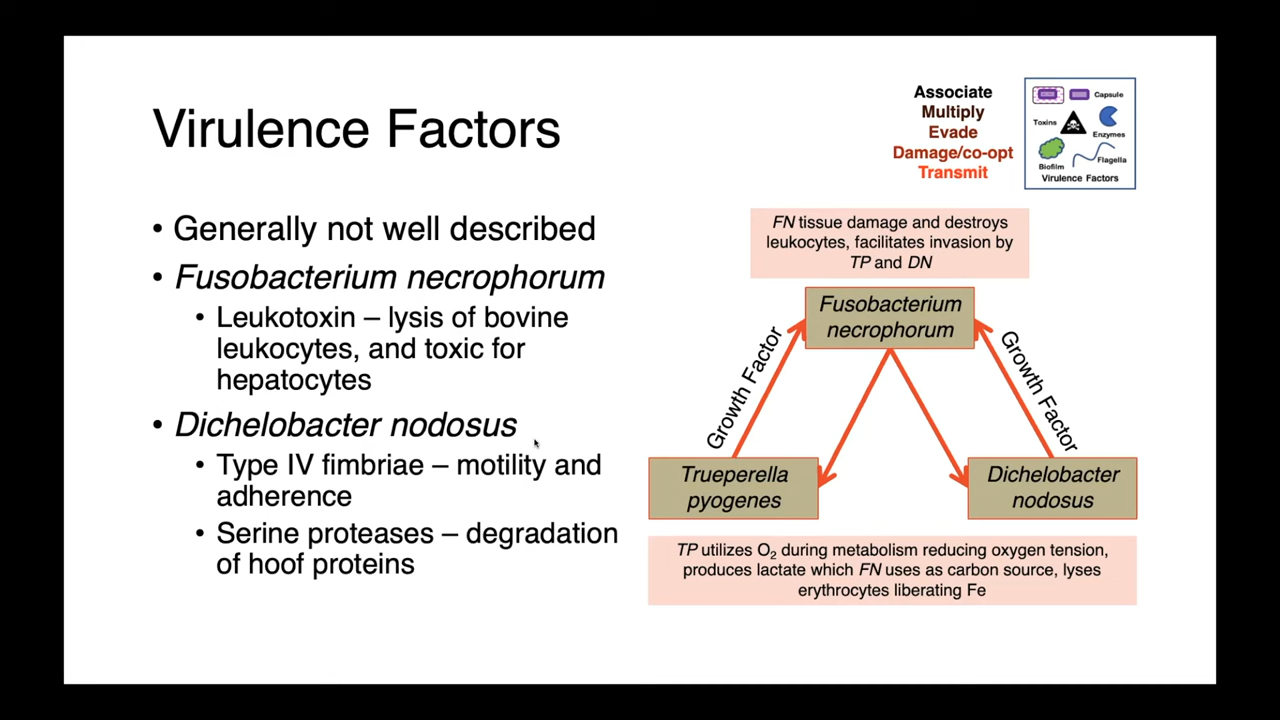 Virulence Factors
Associate
Multiply
Evade
Damage/co-opt
Transmit
Capsule
Toxins
Enzymes
Biofilm
Flagella
Virulence Factors
• Generally not well described
• Fusobacterium necrophorum
• Leukotoxin – lysis of bovine
leukocytes, and toxic for
hepatocytes
• Dichelobacter nodosus
• Type IV fimbriae – motility and
adherence
• Serine proteases – degradation
of hoof proteins
FN tissue damage and destroys
leukocytes, facilitates invasion by
TP and DN
Fusobacterium
necrophorum
Growth Factor
Growth Factor
Trueperella
pyogenes
Dichelobacter
nodosus
TP utilizes O₂ during metabolism reducing oxygen tension,
produces lactate which FN uses as carbon source, lyses
erythrocytes liberating Fe